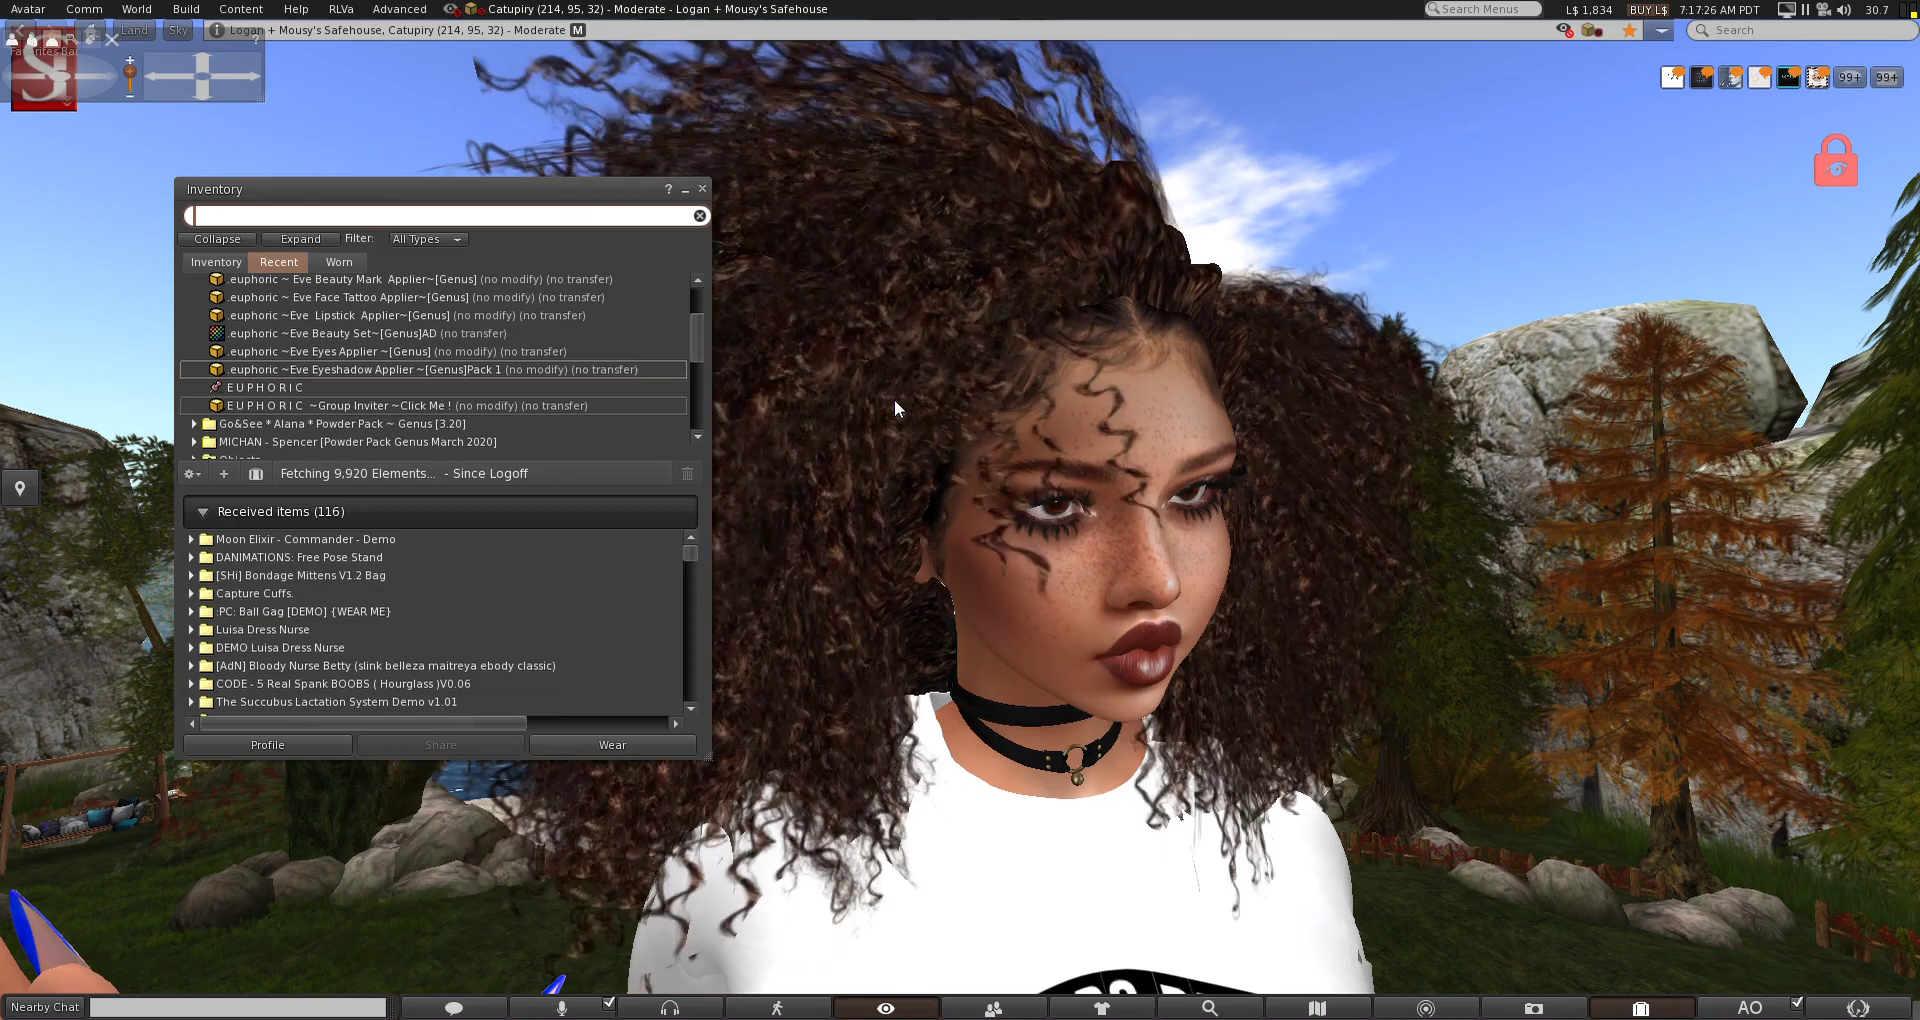 Avatar Comm World Build Content Help RLVa Advanced Catupiry (214, 95, 32) - Moderate - Logan + Mousy's Safehouse Search Menus L$ 1,834 BUY L$ 7:17:26 AM PDT 30.7
Land Sky Logan + Mousy's Safehouse, Catupiry (214, 95, 32) - Moderate M Search
Favorites Bar
99+ 99+
Inventory ?
Collapse Expand Filter: All Types
Inventory Recent Worn
.euphoric ~ Eve Beauty Mark Applier~[Genus] (no modify) (no transfer)
.euphoric ~ Eve Face Tattoo Applier~[Genus] (no modify) (no transfer)
.euphoric ~Eve Lipstick Applier~[Genus] (no modify) (no transfer)
.euphoric ~Eve Beauty Set~[Genus]AD (no transfer)
.euphoric ~Eve Eyes Applier ~[Genus] (no modify) (no transfer)
.euphoric ~Eve Eyeshadow Applier ~[Genus]Pack 1 (no modify) (no transfer)
E U P H O R I C
E U P H O R I C ~Group Inviter ~Click Me ! (no modify) (no transfer)
Go&See * Alana * Powder Pack ~ Genus [3.20]
MICHAN - Spencer [Powder Pack Genus March 2020]
Fetching 9,920 Elements... - Since Logoff
Received items (116)
Moon Elixir - Commander - Demo
DANIMATIONS: Free Pose Stand
[SHi] Bondage Mittens V1.2 Bag
Capture Cuffs.
:PC: Ball Gag [DEMO] {WEAR ME}
Luisa Dress Nurse
DEMO Luisa Dress Nurse
[AdN] Bloody Nurse Betty (slink belleza maitreya ebody classic)
CODE - 5 Real Spank BOOBS ( Hourglass )V0.06
The Succubus Lactation System Demo v1.01
Profile Share Wear
Nearby Chat AO